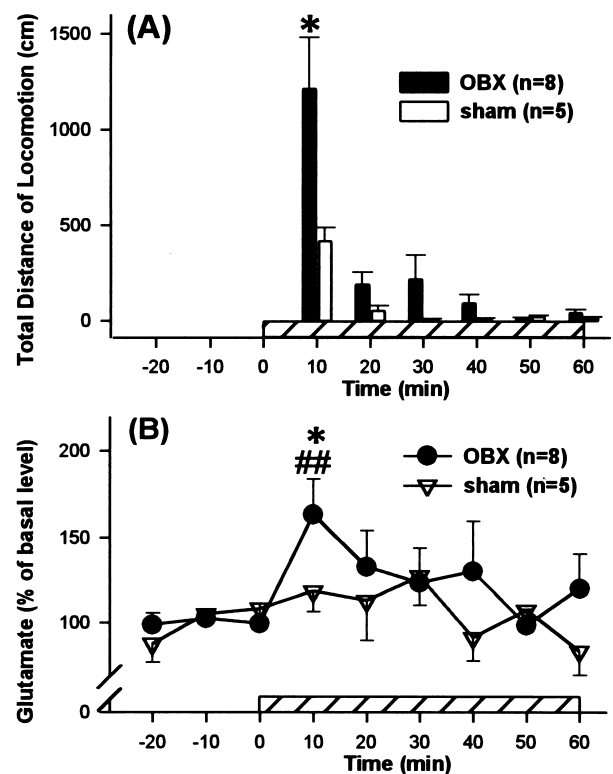 (A)
*
1500
1000
500
0
Total Distance of Locomotion (cm)
OBX (n=8)
sham (n=5)
-20 -10 0 10 20 30 40 50 60
Time (min)
(B)
*
##
200
150
100
0
Glutamate (% of basal level)
OBX (n=8)
sham (n=5)
-20 -10 0 10 20 30 40 50 60
Time (min)